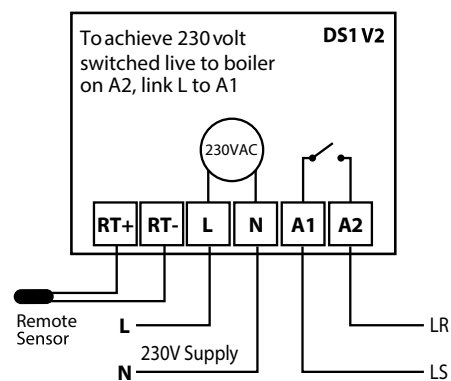 To achieve 230 volt
switched live to boiler
on A2, link L to A1
DS1 V2
230VAC
RT+ RT- L N A1 A2
Remote
Sensor
L
230V Supply
N
LR
LS